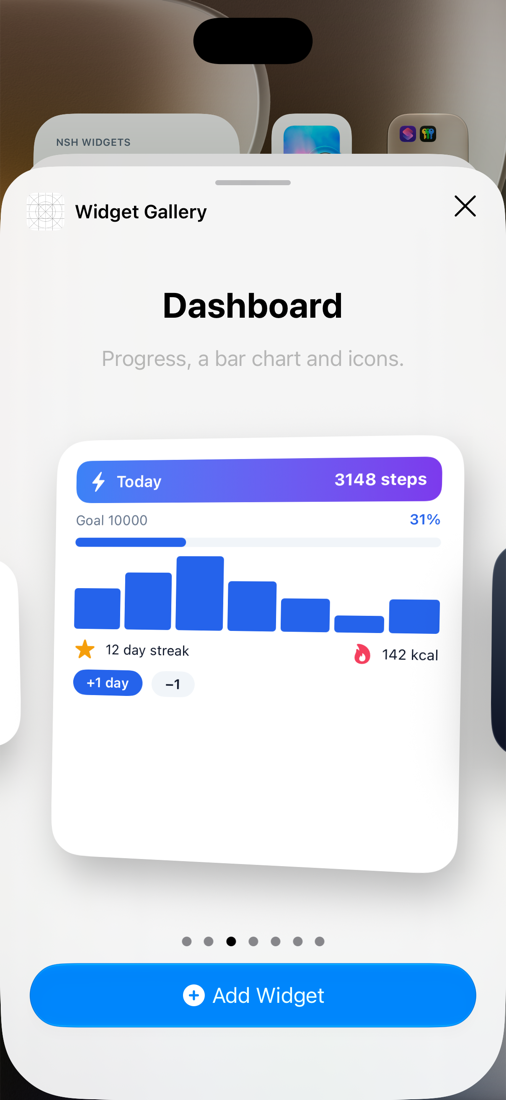 NSH WIDGETS
Widget Gallery
Dashboard
Progress, a bar chart and icons.
Today 3148 steps
Goal 10000 31%
12 day streak 142 kcal
+1 day −1
Add Widget